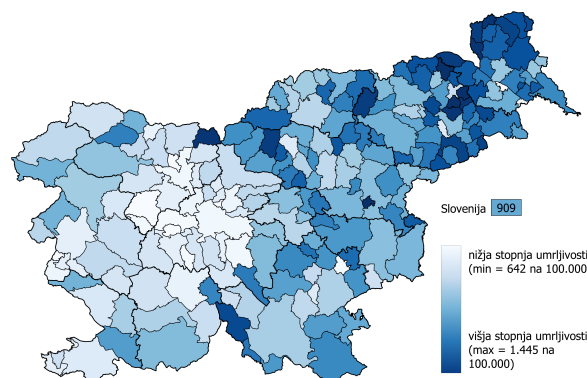 Slovenija 909
nižja stopnja umrljivosti
(min = 642 na 100.000)
višja stopnja umrljivosti
(max = 1.445 na
100.000)